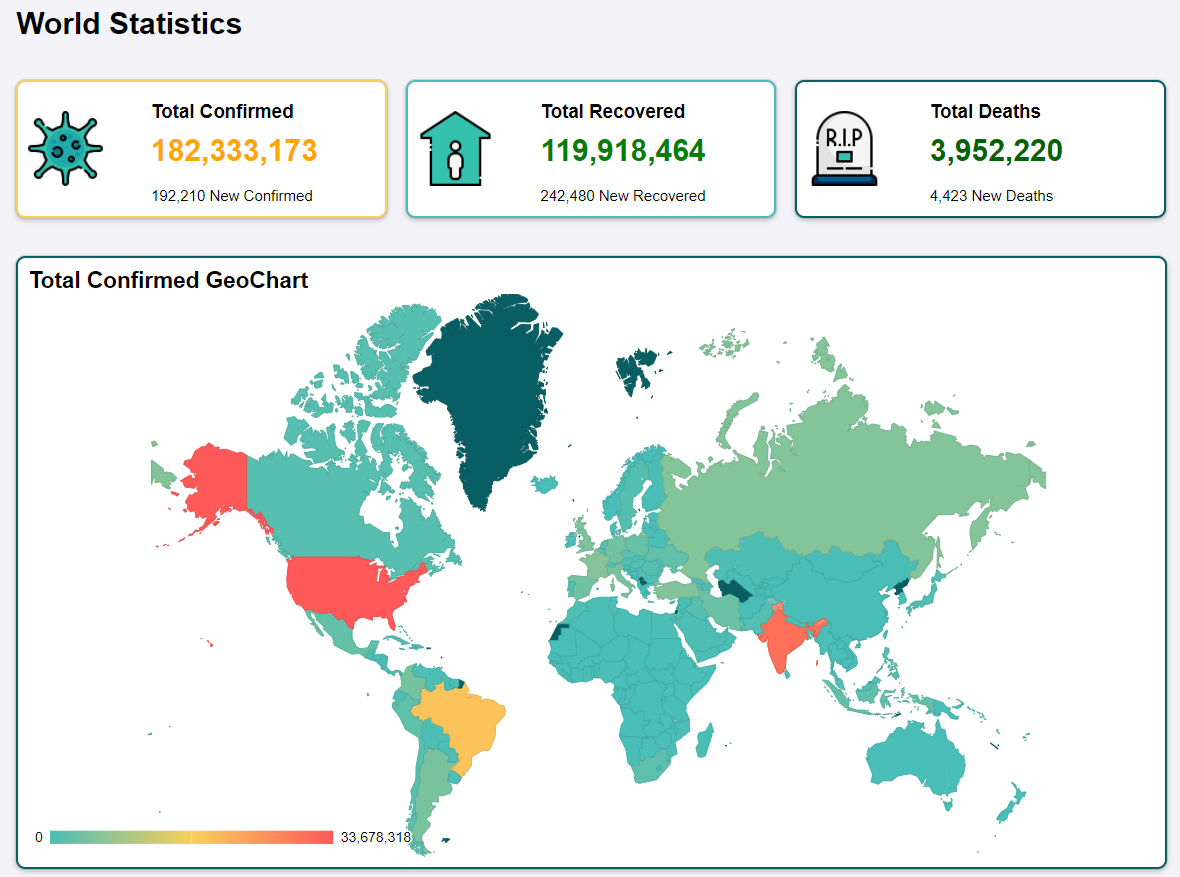 World Statistics
Total Confirmed
182,333,173
192,210 New Confirmed
Total Recovered
119,918,464
242,480 New Recovered
R.I.P
Total Deaths
3,952,220
4,423 New Deaths
Total Confirmed GeoChart
0
33,678,318